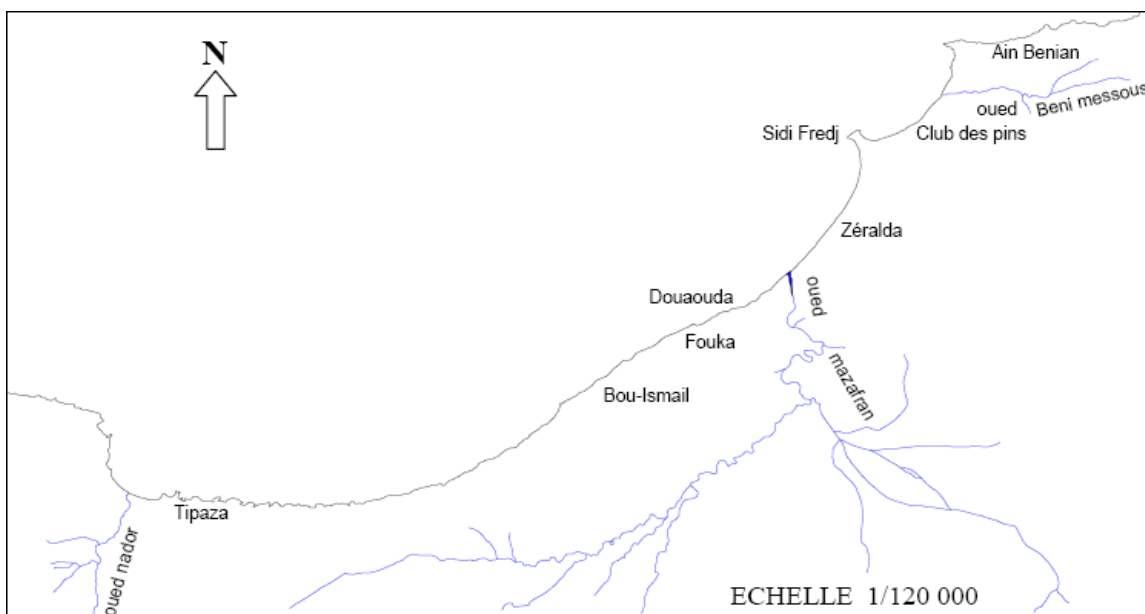 N
Ain Benian
oued Beni messous
Sidi Fredj
Club des pins
Zéralda
Douaouda
oued mazafran
Fouka
Bou-Ismail
Tipaza
oued nador
ECHELLE 1/120 000